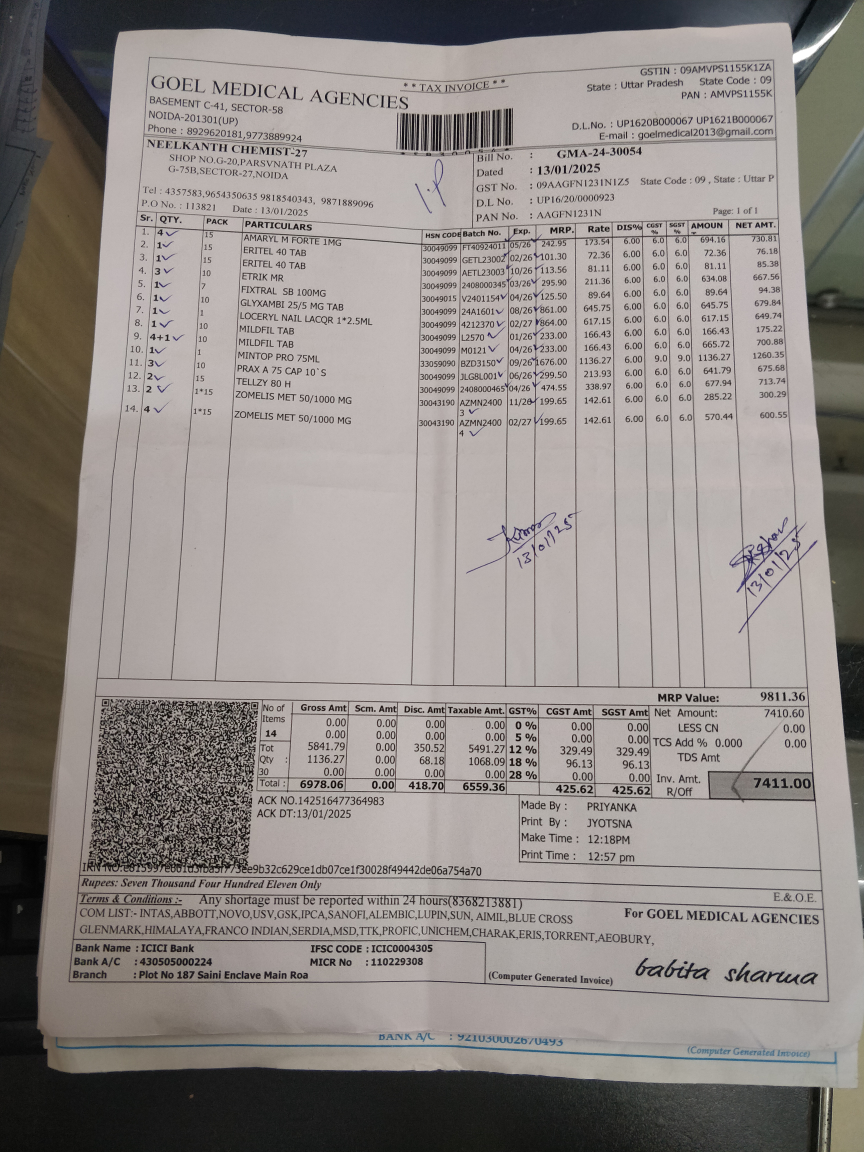 ** TAX INVOICE **
GSTIN : 09AMVPS1155K1ZA
State : Uttar Pradesh State Code : 09
PAN : AMVPS1155K
GOEL MEDICAL AGENCIES
BASEMENT C-41, SECTOR-58
NOIDA-201301(UP)
Phone : 8929620181,9773889924
D.L.No. : UP1620B000067 UP1621B000067
E-mail : goelmedical2013@gmail.com
NEELKANTH CHEMIST-27
SHOP NO.G-20,PARSVNATH PLAZA
G-75B,SECTOR-27,NOIDA
Tel : 4357583,9654350635 9818540343, 9871889096
P.O No. : 113821 Date : 13/01/2025
Bill No. : GMA-24-30054
Dated : 13/01/2025
GST No. : 09AAGFN1231N1Z5 State Code : 09 , State : Uttar P
D.L No. : UP16/20/0000923
PAN No. : AAGFN1231N Page: 1 of 1
Sr. QTY. PACK PARTICULARS HSN CODE Batch No. Exp. MRP. Rate DIS% CGST % SGST % AMOUN NET AMT.
1. 4 15 AMARYL M FORTE 1MG 30049099 FT40924011 05/26 242.95 173.54 6.00 6.0 6.0 694.16 730.81
2. 1 15 ERITEL 40 TAB 30049099 GETL23002 02/26 101.30 72.36 6.00 6.0 6.0 72.36 76.18
3. 1 15 ERITEL 40 TAB 30049099 AETL23003 10/26 113.56 81.11 6.00 6.0 6.0 81.11 85.38
4. 3 10 ETRIK MR 30049099 2408000345 03/26 295.90 211.36 6.00 6.0 6.0 634.08 667.56
5. 1 7 FIXTRAL SB 100MG 30049015 V2401154 04/26 125.50 89.64 6.00 6.0 6.0 89.64 94.38
6. 1 10 GLYXAMBI 25/5 MG TAB 30049099 24A1601 08/26 861.00 645.75 6.00 6.0 6.0 645.75 679.84
7. 1 1 LOCERYL NAIL LACQR 1*2.5ML 30049099 4212370 02/27 864.00 617.15 6.00 6.0 6.0 617.15 649.74
8. 1 10 MILDFIL TAB 30049099 L2570 01/26 233.00 166.43 6.00 6.0 6.0 166.43 175.22
9. 4+1 10 MILDFIL TAB 30049099 M0121 04/26 233.00 166.43 6.00 6.0 6.0 665.72 700.88
10. 1 1 MINTOP PRO 75ML 33059090 BZD3150 09/26 1676.00 1136.27 6.00 9.0 9.0 1136.27 1260.35
11. 3 10 PRAX A 75 CAP 10`S 30049099 JLG8L001 06/26 299.50 213.93 6.00 6.0 6.0 641.79 675.68
12. 2 15 TELLZY 80 H 30049099 2408000465 04/26 474.55 338.97 6.00 6.0 6.0 677.94 713.74
13. 2 1*15 ZOMELIS MET 50/1000 MG 30043190 AZMN2400 11/26 199.65 142.61 6.00 6.0 6.0 285.22 300.29
3
14. 4 1*15 ZOMELIS MET 50/1000 MG 30043190 AZMN2400 02/27 199.65 142.61 6.00 6.0 6.0 570.44 600.55
4
13/01/25
13/01/25
MRP Value: 9811.36
No of Items Gross Amt Scm. Amt Disc. Amt Taxable Amt. GST% CGST Amt SGST Amt Net Amount: 7410.60
0.00 0.00 0.00 0.00 0 % 0.00 0.00 LESS CN 0.00
14 0.00 0.00 0.00 0.00 5 % 0.00 0.00 TCS Add % 0.000 0.00
Tot 5841.79 0.00 350.52 5491.27 12 % 329.49 329.49 TDS Amt
Qty : 1136.27 0.00 68.18 1068.09 18 % 96.13 96.13
30 0.00 0.00 0.00 0.00 28 % 0.00 0.00 Inv. Amt.
Total : 6978.06 0.00 418.70 6559.36 425.62 425.62 R/Off 7411.00
ACK NO.142516477364983
ACK DT:13/01/2025
Made By : PRIYANKA
Print By : JYOTSNA
Make Time : 12:18PM
Print Time : 12:57 pm
Rupees: Seven Thousand Four Hundred Eleven Only
E.&O.E.
Terms & Conditions :- Any shortage must be reported within 24 hours(8368213881)
COM LIST:- INTAS,ABBOTT,NOVO,USV,GSK,IPCA,SANOFI,ALEMBIC,LUPIN,SUN, AIMIL,BLUE CROSS
GLENMARK,HIMALAYA,FRANCO INDIAN,SERDIA,MSD,TTK,PROFIC,UNICHEM,CHARAK,ERIS,TORRENT,AEOBURY,
For GOEL MEDICAL AGENCIES
Bank Name : ICICI Bank IFSC CODE : ICIC0004305
Bank A/C : 430505000224 MICR No : 110229308
Branch : Plot No 187 Saini Enclave Main Roa
(Computer Generated Invoice)
babita sharma
BANK A/C : 921030002670493
(Computer Generated Invoice)